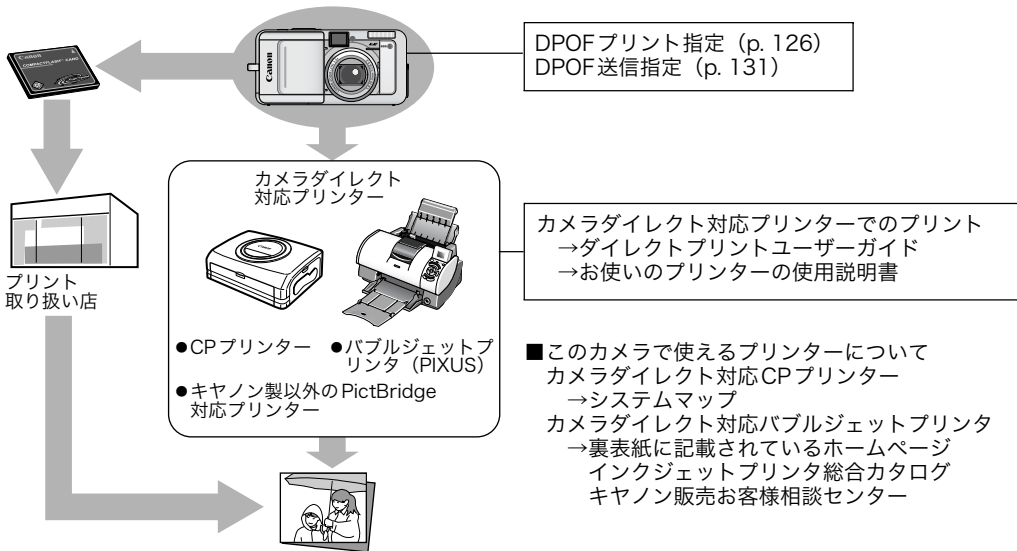 Canon
COMPACTFLASH™ CARD
Canon
DPOFプリント指定（p. 126）
DPOF送信指定（p. 131）
カメラダイレクト
対応プリンター
カメラダイレクト対応プリンターでのプリント
→ダイレクトプリントユーザーガイド
→お使いのプリンターの使用説明書
プリント
取り扱い店
●CPプリンター
●バブルジェットプ
リンタ（PIXUS）
●キヤノン製以外のPictBridge
対応プリンター
■このカメラで使えるプリンターについて
カメラダイレクト対応CPプリンター
→システムマップ
カメラダイレクト対応バブルジェットプリンタ
→裏表紙に記載されているホームページ
インクジェットプリンタ総合カタログ
キヤノン販売お客様相談センター